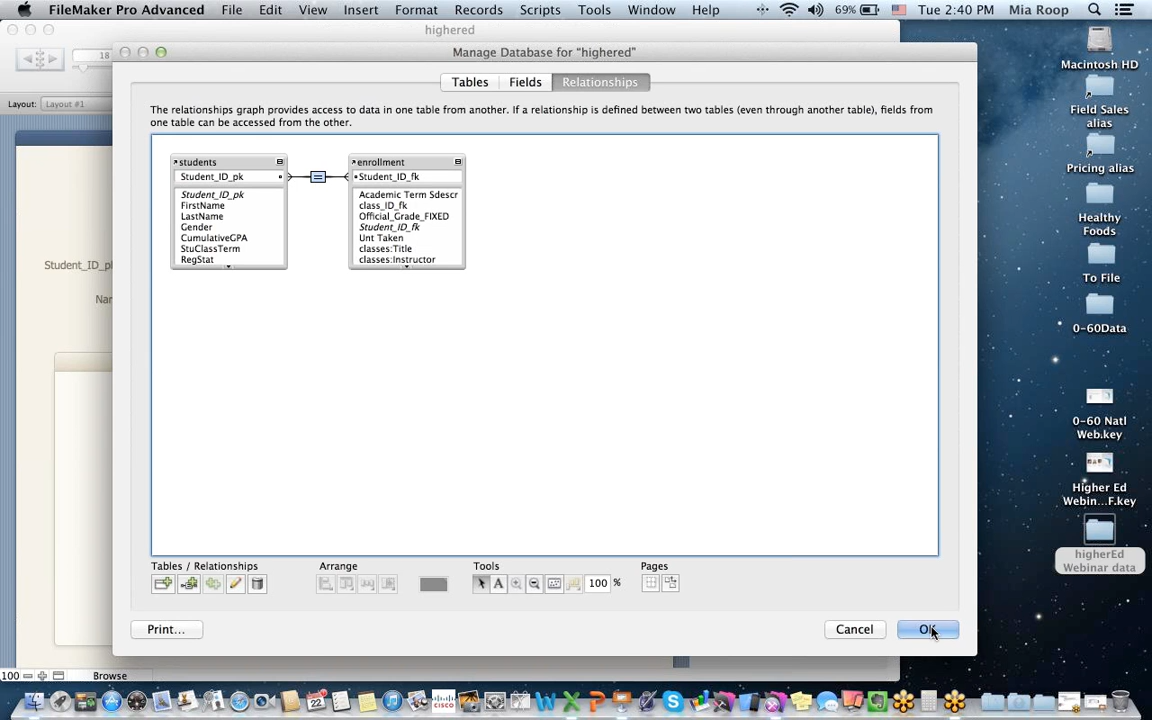 FileMaker Pro Advanced File Edit View Insert Format Records Scripts Tools Window Help 69% Tue 2:40 PM Mia Roop
highered
18
Layout: Layout #1
Student_ID_p
Nar
100
Browse
Manage Database for "highered"
Tables Fields Relationships
The relationships graph provides access to data in one table from another. If a relationship is defined between two tables (even through another table), fields from
one table can be accessed from the other.
students
Student_ID_pk
Student_ID_pk
FirstName
LastName
Gender
CumulativeGPA
StuClassTerm
RegStat
enrollment
Student_ID_fk
Academic Term Sdescr
class_ID_fk
Official_Grade_FIXED
Student_ID_fk
Unt Taken
classes:Title
classes:Instructor
Tables / Relationships
Arrange
Tools
Pages
A
100 %
Print...
Cancel
OK
Macintosh HD
Field Sales
alias
Pricing alias
Healthy
Foods
To File
0-60Data
0-60 Natl
Web.key
Higher Ed
Webin...F.key
higherEd
Webinar data